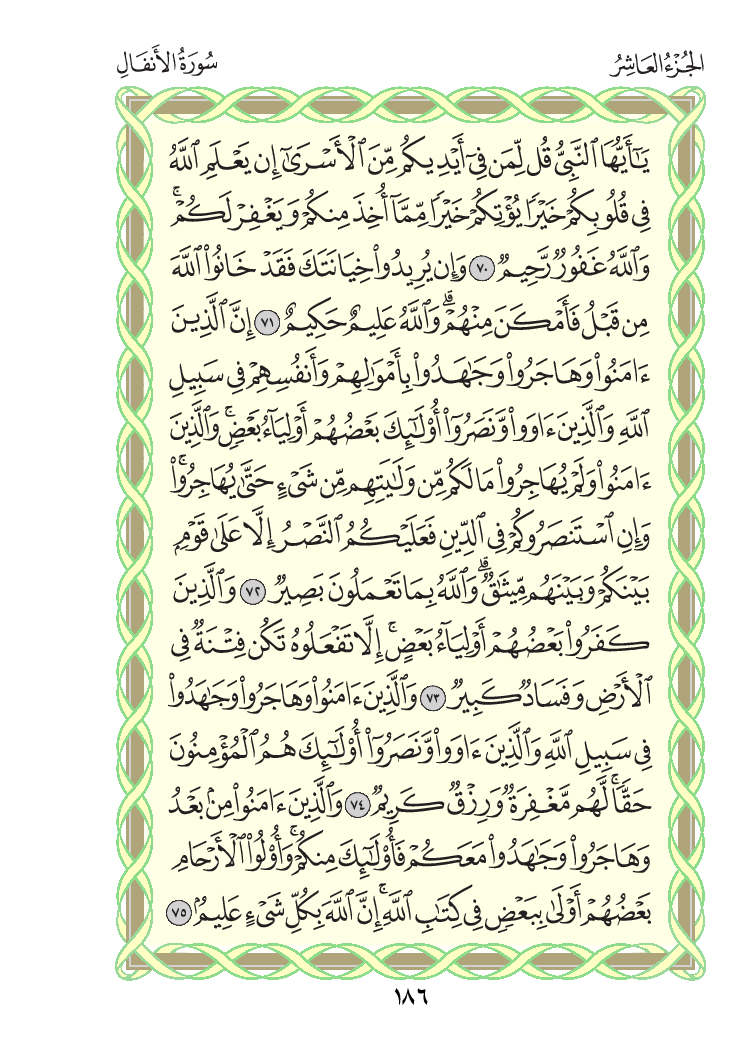 الجُزْءُ العَاشِرُ
سُورَةُ الأَنفَالِ
يَـٰٓأَيُّهَا ٱلنَّبِىُّ قُل لِّمَن فِىٓ أَيْدِيكُم مِّنَ ٱلْأَسْرَىٰٓ إِن يَعْلَمِ ٱللَّهُ
فِى قُلُوبِكُمْ خَيْرًا يُؤْتِكُمْ خَيْرًا مِّمَّآ أُخِذَ مِنكُمْ وَيَغْفِرْ لَكُمْ ۚ
وَٱللَّهُ غَفُورٌ رَّحِيمٌ ٧٠ وَإِن يُرِيدُوا۟ خِيَانَتَكَ فَقَدْ خَانُوا۟ ٱللَّهَ
مِن قَبْلُ فَأَمْكَنَ مِنْهُمْ ۗ وَٱللَّهُ عَلِيمٌ حَكِيمٌ ٧١ إِنَّ ٱلَّذِينَ
ءَامَنُوا۟ وَهَاجَرُوا۟ وَجَـٰهَدُوا۟ بِأَمْوَٰلِهِمْ وَأَنفُسِهِمْ فِى سَبِيلِ
ٱللَّهِ وَٱلَّذِينَ ءَاوَوا۟ وَّنَصَرُوٓا۟ أُو۟لَـٰٓئِكَ بَعْضُهُمْ أَوْلِيَآءُ بَعْضٍ ۚ وَٱلَّذِينَ
ءَامَنُوا۟ وَلَمْ يُهَاجِرُوا۟ مَا لَكُم مِّن وَلَـٰيَتِهِم مِّن شَىْءٍ حَتَّىٰ يُهَاجِرُوا۟ ۚ
وَإِنِ ٱسْتَنصَرُوكُمْ فِى ٱلدِّينِ فَعَلَيْكُمُ ٱلنَّصْرُ إِلَّا عَلَىٰ قَوْمٍۭ
بَيْنَكُمْ وَبَيْنَهُم مِّيثَـٰقٌ ۗ وَٱللَّهُ بِمَا تَعْمَلُونَ بَصِيرٌ ٧٢ وَٱلَّذِينَ
كَفَرُوا۟ بَعْضُهُمْ أَوْلِيَآءُ بَعْضٍ ۚ إِلَّا تَفْعَلُوهُ تَكُن فِتْنَةٌ فِى
ٱلْأَرْضِ وَفَسَادٌ كَبِيرٌ ٧٣ وَٱلَّذِينَ ءَامَنُوا۟ وَهَاجَرُوا۟ وَجَـٰهَدُوا۟
فِى سَبِيلِ ٱللَّهِ وَٱلَّذِينَ ءَاوَوا۟ وَّنَصَرُوٓا۟ أُو۟لَـٰٓئِكَ هُمُ ٱلْمُؤْمِنُونَ
حَقًّا ۚ لَّهُم مَّغْفِرَةٌ وَرِزْقٌ كَرِيمٌ ٧٤ وَٱلَّذِينَ ءَامَنُوا۟ مِنۢ بَعْدُ
وَهَاجَرُوا۟ وَجَـٰهَدُوا۟ مَعَكُمْ فَأُو۟لَـٰٓئِكَ مِنكُمْ ۚ وَأُو۟لُوا۟ ٱلْأَرْحَامِ
بَعْضُهُمْ أَوْلَىٰ بِبَعْضٍ فِى كِتَـٰبِ ٱللَّهِ ۗ إِنَّ ٱللَّهَ بِكُلِّ شَىْءٍ عَلِيمٌۢ ٧٥
١٨٦